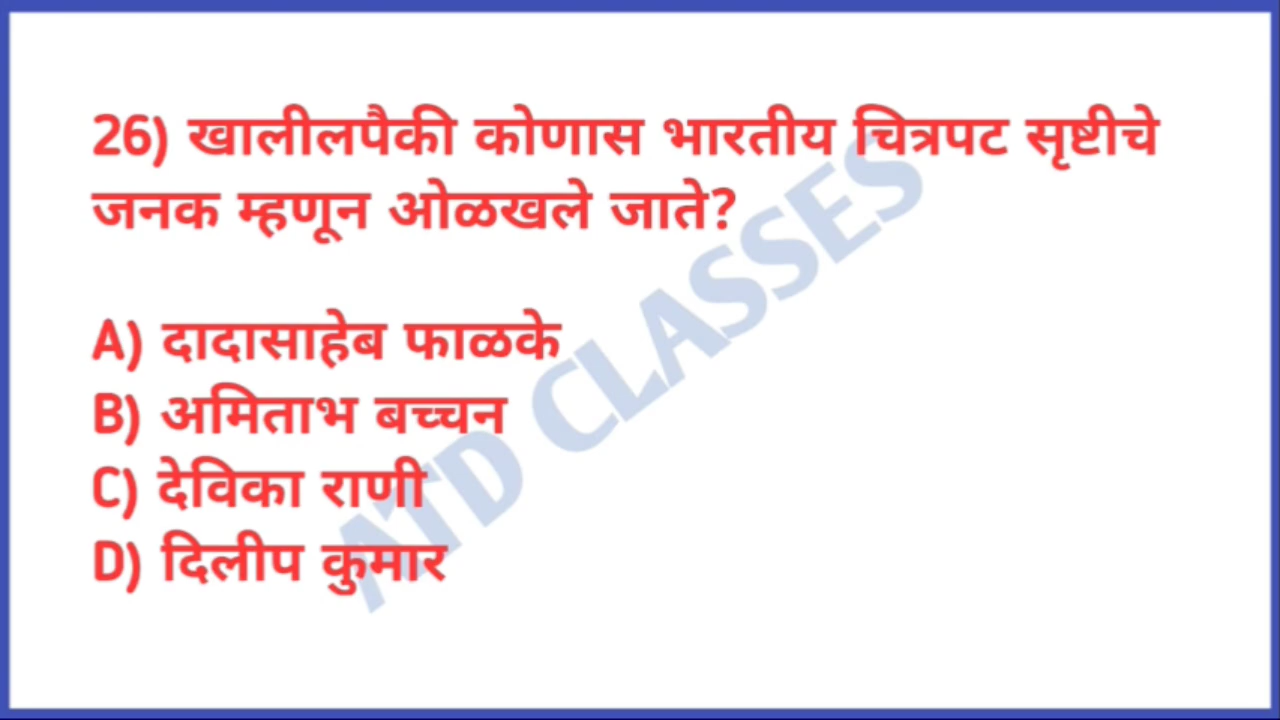 26) खालीलपैकी कोणास भारतीय चित्रपट सृष्टीचे
जनक म्हणून ओळखले जाते?
A) दादासाहेब फाळके
B) अमिताभ बच्चन
C) देविका राणी
D) दिलीप कुमार
ATD CLASSES